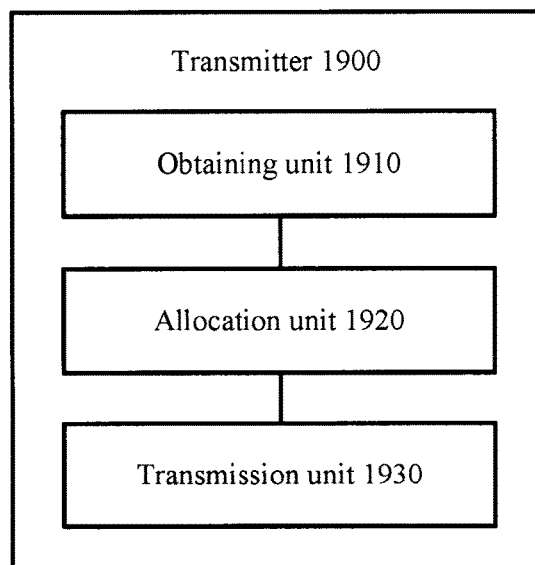 Transmitter 1900
Obtaining unit 1910
Allocation unit 1920
Transmission unit 1930